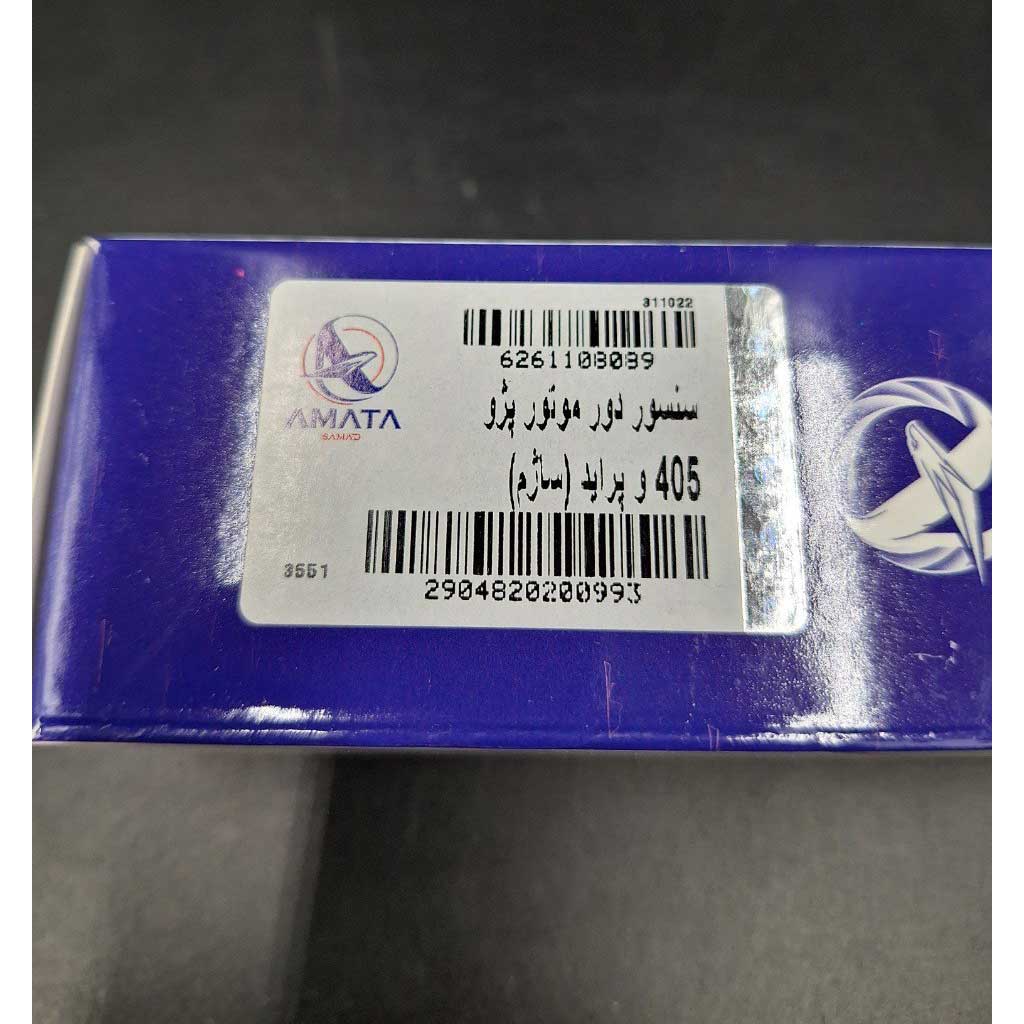 311022
6261108089
AMATA
SAMAD
سنسور دور موتور پژو
405 و پراید (ساژم)
3551
2904820200993